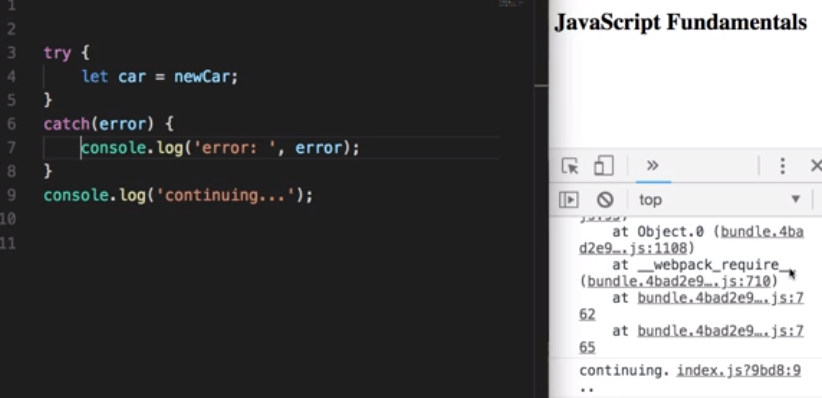 JavaScript Fundamentals
1
2
3 try {
4     let car = newCar;
5 }
6 catch(error) {
7     console.log('error: ', error);
8 }
9 console.log('continuing...');
10
11
top
at Object.0 (bundle.4ba
d2e9….js:1108)
at __webpack_require__
(bundle.4bad2e9….js:710)
at bundle.4bad2e9….js:7
62
at bundle.4bad2e9….js:7
65
continuing. index.js?9bd8:9
..